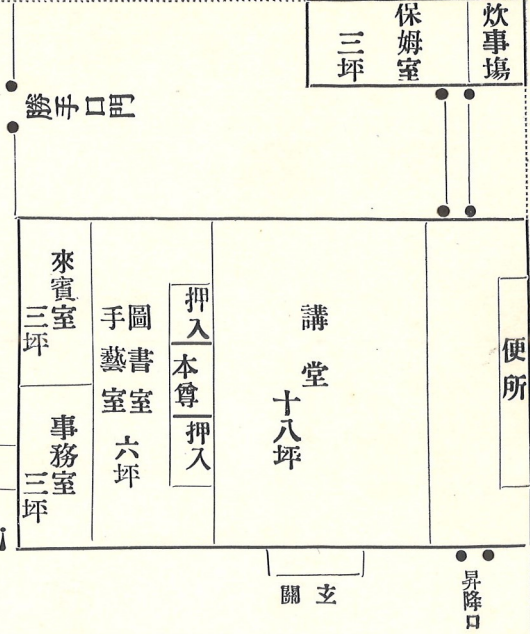 炊事塲
保姆室
三坪
勝手口門
便所
講堂
十八坪
押入
本尊
押入
圖書室
手藝室
六坪
來賓室
三坪
事務室
三坪
玄關
昇降口